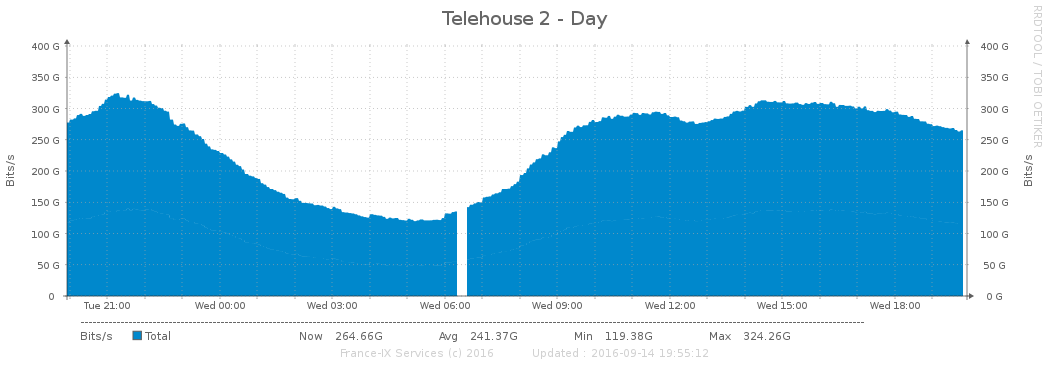 Telehouse 2 - Day
RRDTOOL / TOBI OETIKER
Bits/s
400 G
350 G
300 G
250 G
200 G
150 G
100 G
50 G
0
400 G
350 G
300 G
250 G
200 G
150 G
100 G
50 G
0 G
Bits/s
Tue 21:00 Wed 00:00 Wed 03:00 Wed 06:00 Wed 09:00 Wed 12:00 Wed 15:00 Wed 18:00
Bits/s Total Now 264.66G Avg 241.37G Min 119.38G Max 324.26G
France-IX Services (c) 2016 Updated : 2016-09-14 19:55:12